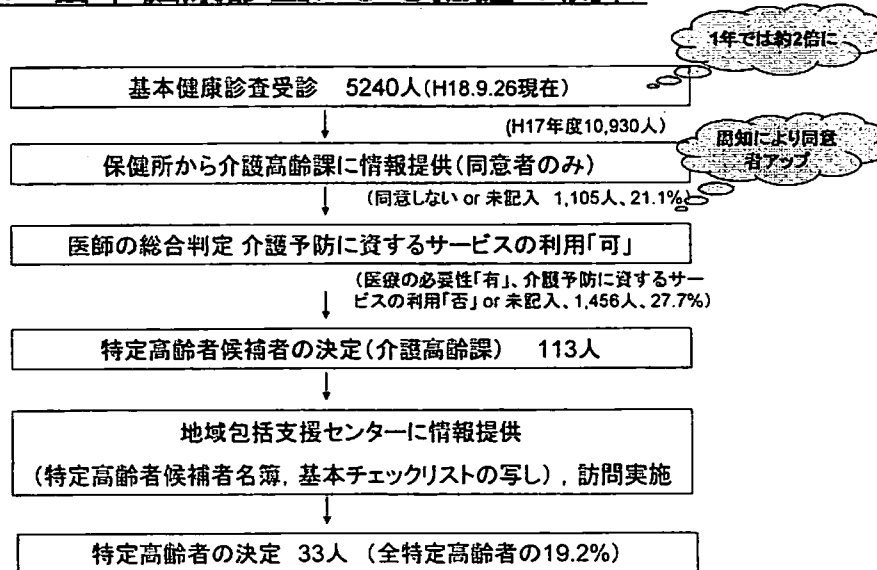 1年では約2倍に
基本健康診査受診 5240人(H18.9.26現在)
(H17年度10,930人)
周知により同意
者アップ
保健所から介護高齢課に情報提供(同意者のみ)
(同意しない or 未記入 1,105人、21.1%)
医師の総合判定 介護予防に資するサービスの利用「可」
(医療の必要性「有」、介護予防に資するサー
ビスの利用「否」 or 未記入、1,456人、27.7%)
特定高齢者候補者の決定(介護高齢課) 113人
地域包括支援センターに情報提供
(特定高齢者候補者名簿, 基本チェックリストの写し) , 訪問実施
特定高齢者の決定 33人 (全特定高齢者の19.2%)